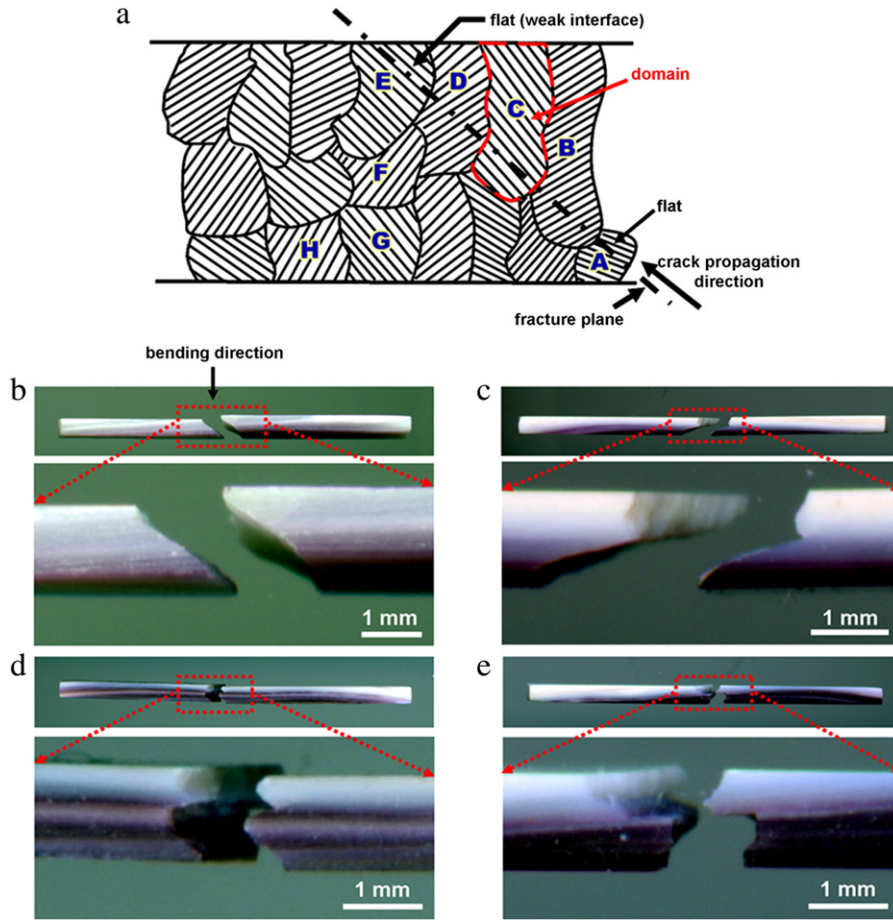 a
flat (weak interface)
E
D
C
domain
B
F
flat
G
H
A
crack propagation
direction
fracture plane
bending direction
b
c
1 mm
1 mm
d
e
1 mm
1 mm